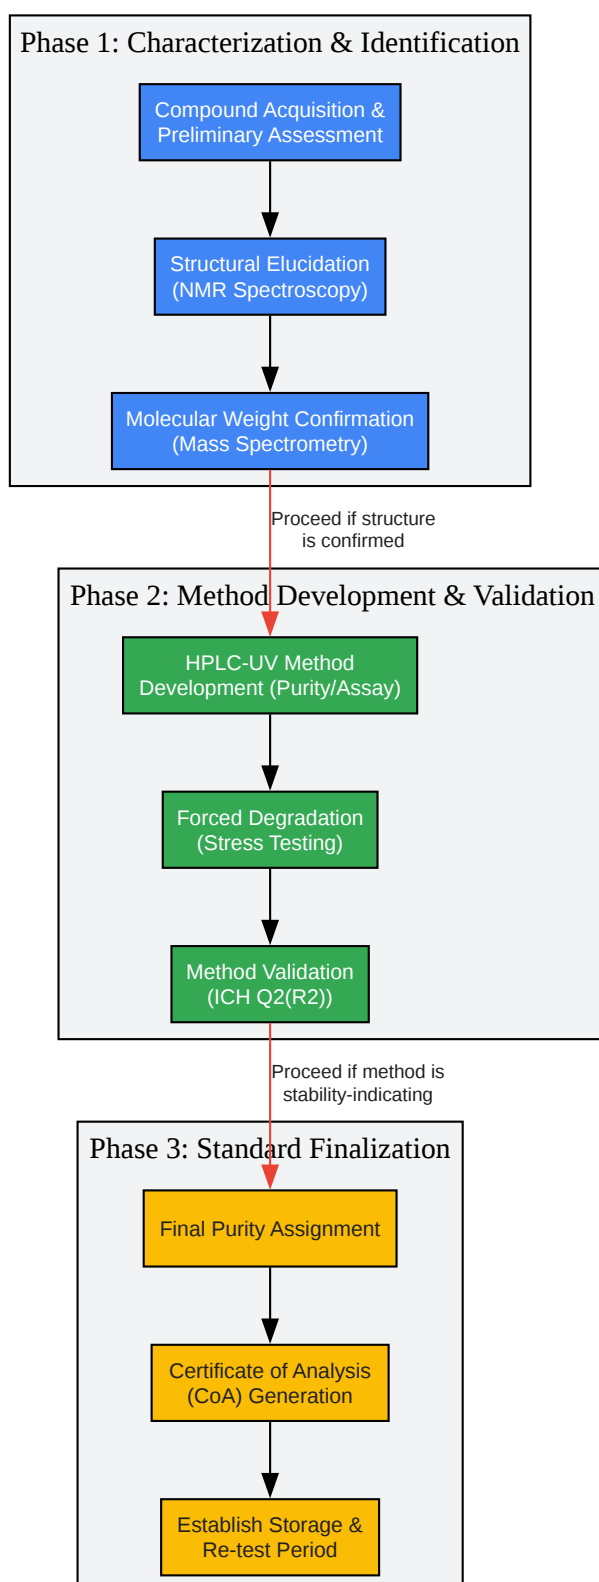 Phase 1: Characterization & Identification
Compound Acquisition &
Preliminary Assessment
Structural Elucidation
(NMR Spectroscopy)
Molecular Weight Confirmation
(Mass Spectrometry)
Proceed if structure
is confirmed
Phase 2: Method Development & Validation
HPLC-UV Method
Development (Purity/Assay)
Forced Degradation
(Stress Testing)
Method Validation
(ICH Q2(R2))
Proceed if method is
stability-indicating
Phase 3: Standard Finalization
Final Purity Assignment
Certificate of Analysis
(CoA) Generation
Establish Storage &
Re-test Period